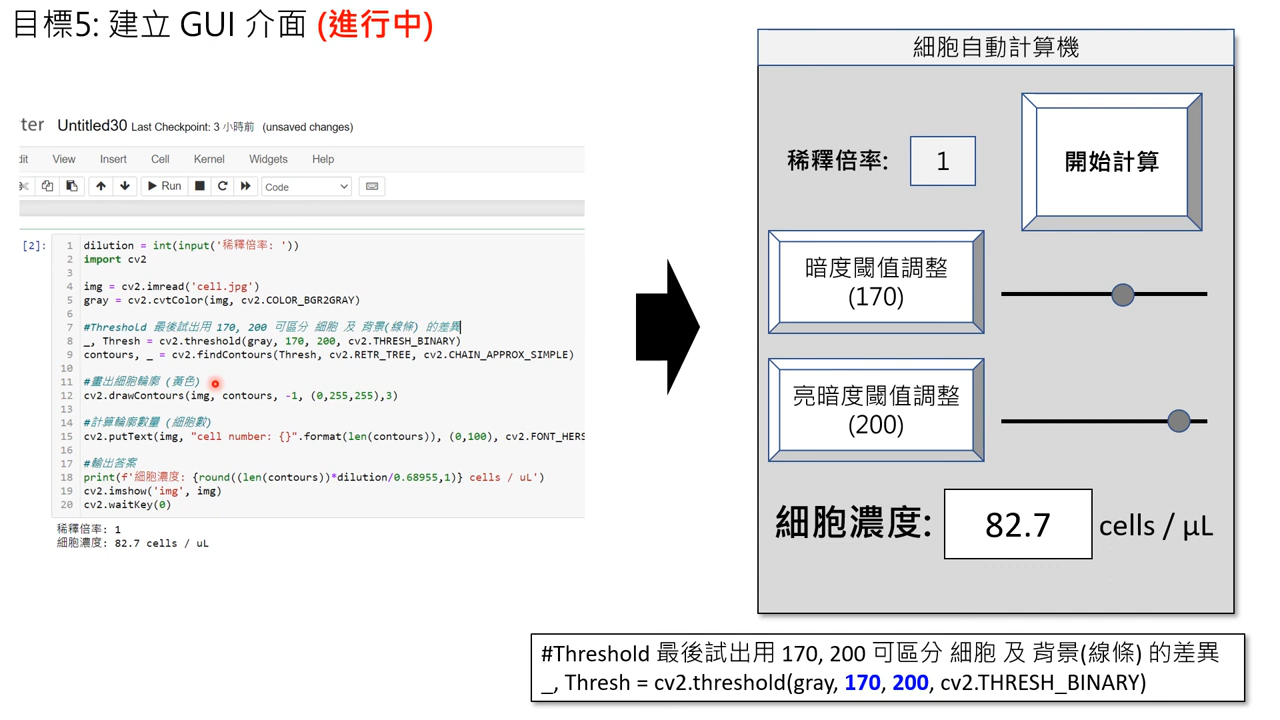 目標5: 建立 GUI 介面 (進行中)
ter Untitled30 Last Checkpoint: 3 小時前 (unsaved changes)
dit View Insert Cell Kernel Widgets Help
Run Code
[2]:
1 dilution = int(input('稀釋倍率: '))
2 import cv2
3
4 img = cv2.imread('cell.jpg')
5 gray = cv2.cvtColor(img, cv2.COLOR_BGR2GRAY)
6
7 #Threshold 最後試出用 170, 200 可區分 細胞 及 背景(線條) 的差異
8 _, Thresh = cv2.threshold(gray, 170, 200, cv2.THRESH_BINARY)
9 contours, _ = cv2.findContours(Thresh, cv2.RETR_TREE, cv2.CHAIN_APPROX_SIMPLE)
10
11 #畫出細胞輪廓 (黃色)
12 cv2.drawContours(img, contours, -1, (0,255,255),3)
13
14 #計算輪廓數量 (細胞數)
15 cv2.putText(img, "cell number: {}".format(len(contours)), (0,100), cv2.FONT_HERS
16
17 #輸出答案
18 print(f'細胞濃度: {round((len(contours))*dilution/0.68955,1)} cells / uL')
19 cv2.imshow('img', img)
20 cv2.waitKey(0)
稀釋倍率: 1
細胞濃度: 82.7 cells / uL
細胞自動計算機
稀釋倍率: 1
開始計算
暗度閾值調整
(170)
亮暗度閾值調整
(200)
細胞濃度: 82.7 cells / µL
#Threshold 最後試出用 170, 200 可區分 細胞 及 背景(線條) 的差異
_, Thresh = cv2.threshold(gray, 170, 200, cv2.THRESH_BINARY)